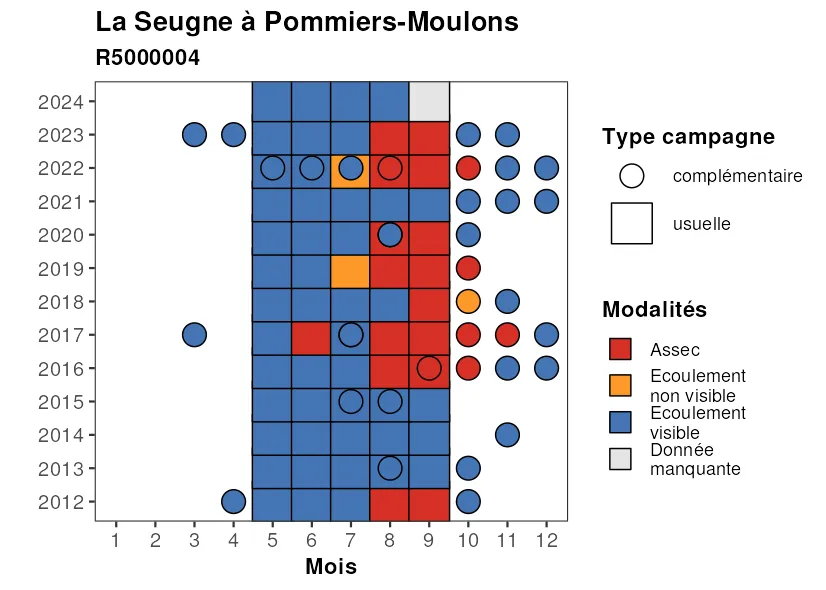 La Seugne à Pommiers-Moulons
R5000004
2024
2023
2022
2021
2020
2019
2018
2017
2016
2015
2014
2013
2012
1 2 3 4 5 6 7 8 9 10 11 12
Mois
Type campagne
complémentaire
usuelle
Modalités
Assec
Ecoulement
non visible
Ecoulement
visible
Donnée
manquante